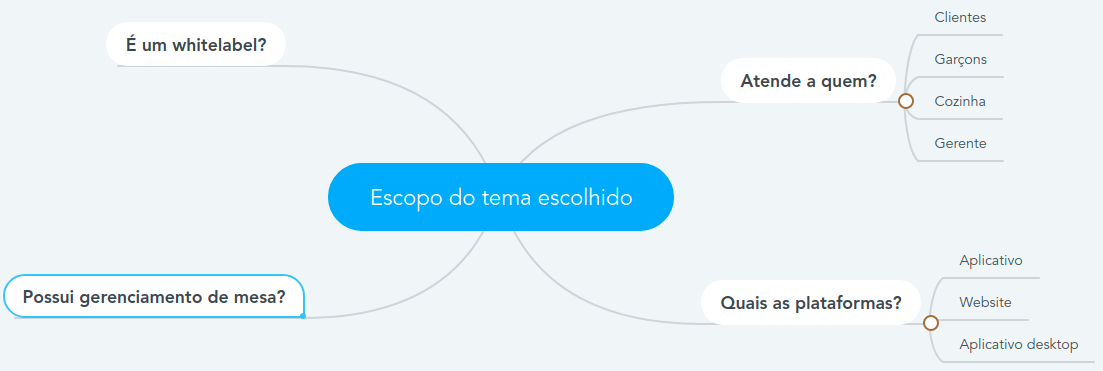 É um whitelabel?
Escopo do tema escolhido
Possui gerenciamento de mesa?
Atende a quem?
Clientes
Garçons
Cozinha
Gerente
Quais as plataformas?
Aplicativo
Website
Aplicativo desktop